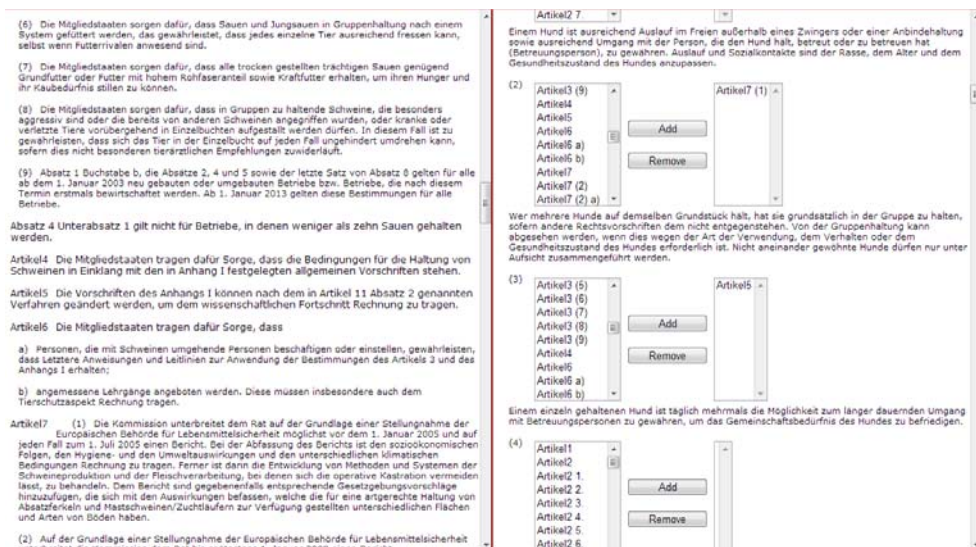 (6) Die Mitgliedstaaten sorgen dafür, dass Sauen und Jungsauen in Gruppenhaltung nach einem
System gefüttert werden, das gewährleistet, dass jedes einzelne Tier ausreichend fressen kann,
selbst wenn Futterrivalen anwesend sind.
(7) Die Mitgliedstaaten sorgen dafür, dass alle trocken gestellten trächtigen Sauen genügend
Grundfutter oder Futter mit hohem Rohfaseranteil sowie Kraftfutter erhalten, um ihren Hunger und
ihr Kaubedürfnis stillen zu können.
(8) Die Mitgliedstaaten sorgen dafür, dass in Gruppen zu haltende Schweine, die besonders
aggressiv sind oder die bereits von anderen Schweinen angegriffen wurden, oder kranke oder
verletzte Tiere vorübergehend in Einzelbuchten aufgestallt werden dürfen. In diesem Fall ist zu
gewährleisten, dass sich das Tier in der Einzelbucht auf jeden Fall ungehindert umdrehen kann,
sofern dies nicht besonderen tierärztlichen Empfehlungen zuwiderläuft.
(9) Absatz 1 Buchstabe b, die Absätze 2, 4 und 5 sowie der letzte Satz von Absatz 8 gelten für alle
ab dem 1. Januar 2003 neu gebauten oder umgebauten Betriebe bzw. Betriebe, die nach diesem
Termin erstmals bewirtschaftet werden. Ab 1. Januar 2013 gelten diese Bestimmungen für alle
Betriebe.
Absatz 4 Unterabsatz 1 gilt nicht für Betriebe, in denen weniger als zehn Sauen gehalten
werden.
Artikel4 Die Mitgliedstaaten tragen dafür Sorge, dass die Bedingungen für die Haltung von
Schweinen in Einklang mit den in Anhang I festgelegten allgemeinen Vorschriften stehen.
Artikel5 Die Vorschriften des Anhangs I können nach dem in Artikel 11 Absatz 2 genannten
Verfahren geändert werden, um dem wissenschaftlichen Fortschritt Rechnung zu tragen.
Artikel6 Die Mitgliedstaaten tragen dafür Sorge, dass
a) Personen, die mit Schweinen umgehende Personen beschäftigen oder einstellen, gewährleisten,
dass Letztere Anweisungen und Leitlinien zur Anwendung der Bestimmungen des Artikels 3 und des
Anhangs I erhalten;
b) angemessene Lehrgänge angeboten werden. Diese müssen insbesondere auch dem
Tierschutzaspekt Rechnung tragen.
Artikel7 (1) Die Kommission unterbreitet dem Rat auf der Grundlage einer Stellungnahme der
Europäischen Behörde für Lebensmittelsicherheit möglichst vor dem 1. Januar 2005 und auf
jeden Fall zum 1. Juli 2005 einen Bericht. Bei der Abfassung des Berichts ist den sozioökonomischen
Folgen, den Hygiene- und den Umweltauswirkungen und den unterschiedlichen klimatischen
Bedingungen Rechnung zu tragen. Ferner ist darin die Entwicklung von Methoden und Systemen der
Schweineproduktion und der Fleischverarbeitung, bei denen sich die operative Kastration vermeiden
lässt, zu behandeln. Dem Bericht sind gegebenenfalls entsprechende Gesetzgebungsvorschläge
hinzuzufügen, die sich mit den Auswirkungen befassen, welche die für eine artgerechte Haltung von
Absatzferkeln und Mastschweinen/Zuchtläufern zur Verfügung gestellten unterschiedlichen Flächen
und Arten von Böden haben.
(2) Auf der Grundlage einer Stellungnahme der Europäischen Behörde für Lebensmittelsicherheit
Artikel2 7.
Einem Hund ist ausreichend Auslauf im Freien außerhalb eines Zwingers oder einer Anbindehaltung
sowie ausreichend Umgang mit der Person, die den Hund hält, betreut oder zu betreuen hat
(Betreuungsperson), zu gewähren. Auslauf und Sozialkontakte sind der Rasse, dem Alter und dem
Gesundheitszustand des Hundes anzupassen.
(2)
Artikel3 (9)
Artikel4
Artikel5
Artikel6
Artikel6 a)
Artikel6 b)
Artikel7
Artikel7 (2)
Artikel7 (2) a)
Add
Remove
Artikel7 (1)
Wer mehrere Hunde auf demselben Grundstück hält, hat sie grundsätzlich in der Gruppe zu halten,
sofern andere Rechtsvorschriften dem nicht entgegenstehen. Von der Gruppenhaltung kann
abgesehen werden, wenn dies wegen der Art der Verwendung, dem Verhalten oder dem
Gesundheitszustand des Hundes erforderlich ist. Nicht aneinander gewöhnte Hunde dürfen nur unter
Aufsicht zusammengeführt werden.
(3)
Artikel3 (5)
Artikel3 (6)
Artikel3 (7)
Artikel3 (8)
Artikel3 (9)
Artikel4
Artikel6
Artikel6 a)
Artikel6 b)
Add
Remove
Artikel5
Einem einzeln gehaltenen Hund ist täglich mehrmals die Möglichkeit zum länger dauernden Umgang
mit Betreuungspersonen zu gewähren, um das Gemeinschaftsbedürfnis des Hundes zu befriedigen.
(4)
Artikel1
Artikel2
Artikel2 1.
Artikel2 2.
Artikel2 3.
Artikel2 4.
Artikel2 5.
Artikel2 6.
Add
Remove